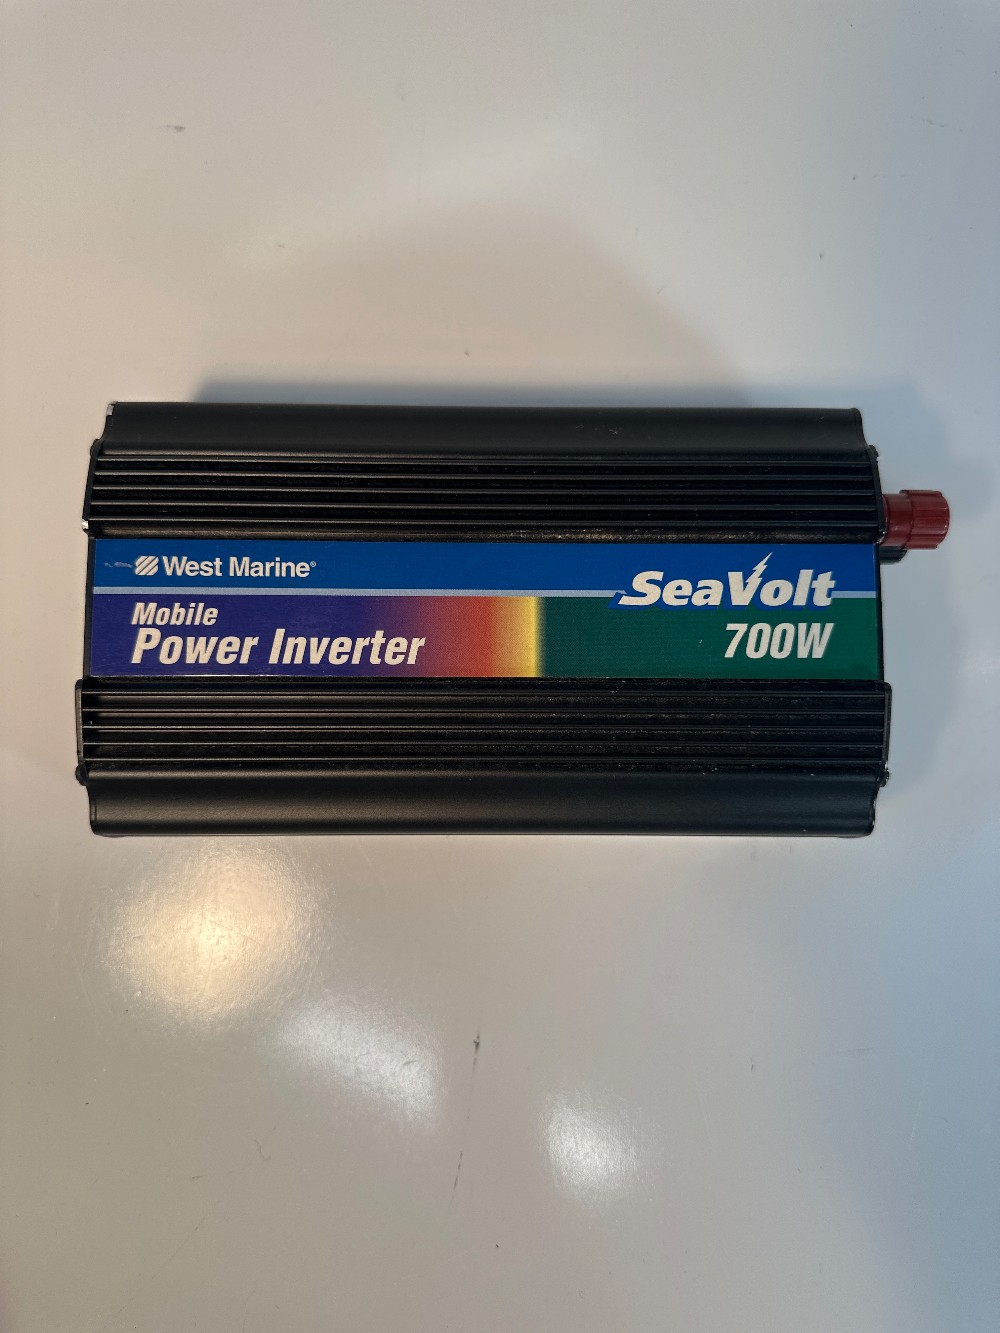 West Marine®
SeaVolt
Mobile
Power Inverter
700W